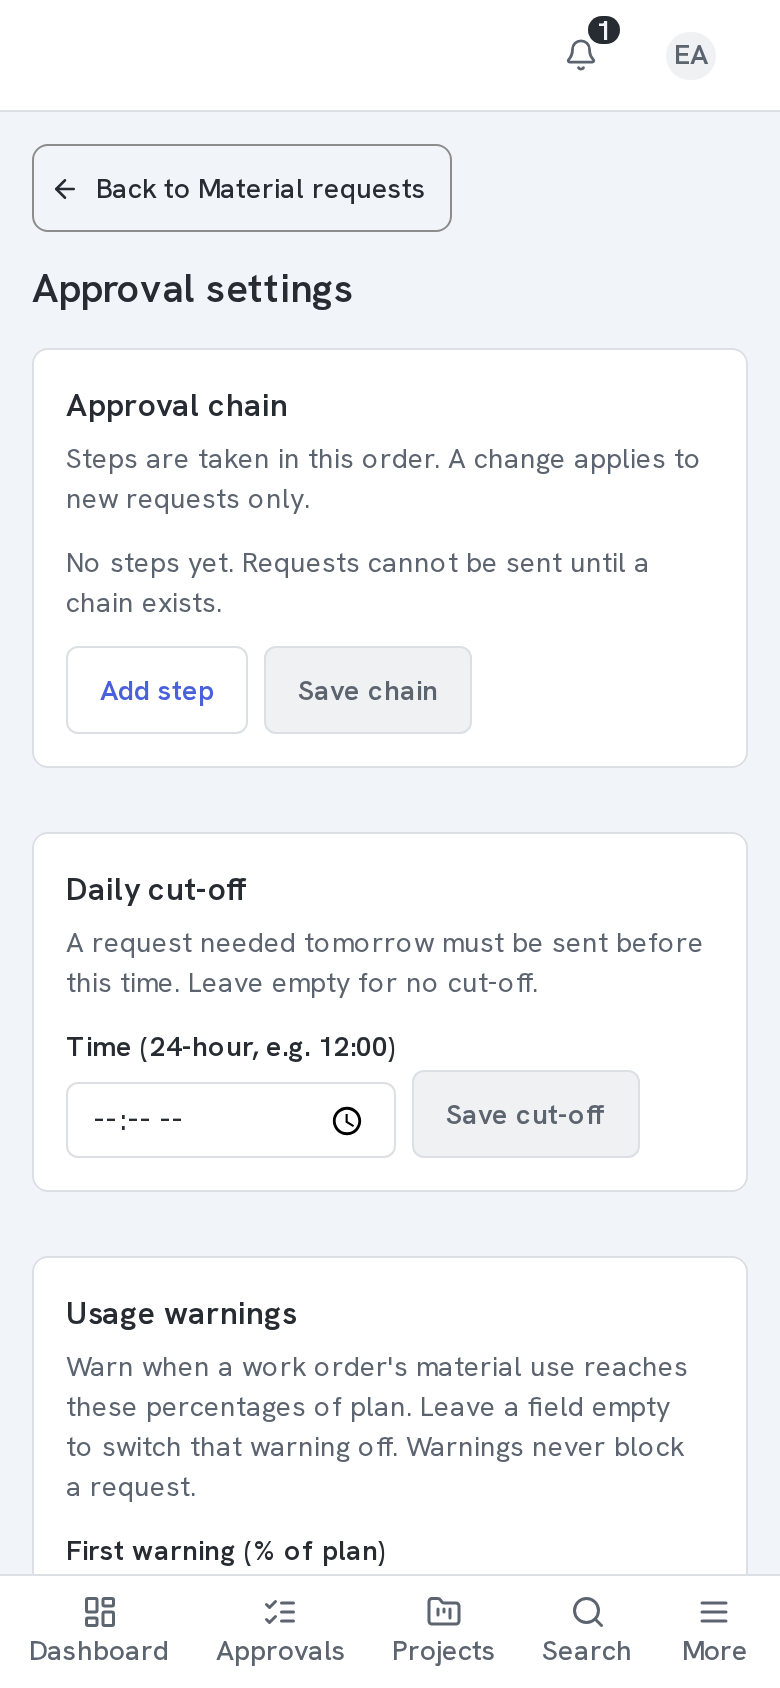 1
EA
Back to Material requests
Approval settings
Approval chain
Steps are taken in this order. A change applies to
new requests only.
No steps yet. Requests cannot be sent until a
chain exists.
Add step
Save chain
Daily cut-off
A request needed tomorrow must be sent before
this time. Leave empty for no cut-off.
Time (24-hour, e.g. 12:00)
--:-- --
Save cut-off
Usage warnings
Warn when a work order's material use reaches
these percentages of plan. Leave a field empty
to switch that warning off. Warnings never block
a request.
First warning (% of plan)
Dashboard
Approvals
Projects
Search
More